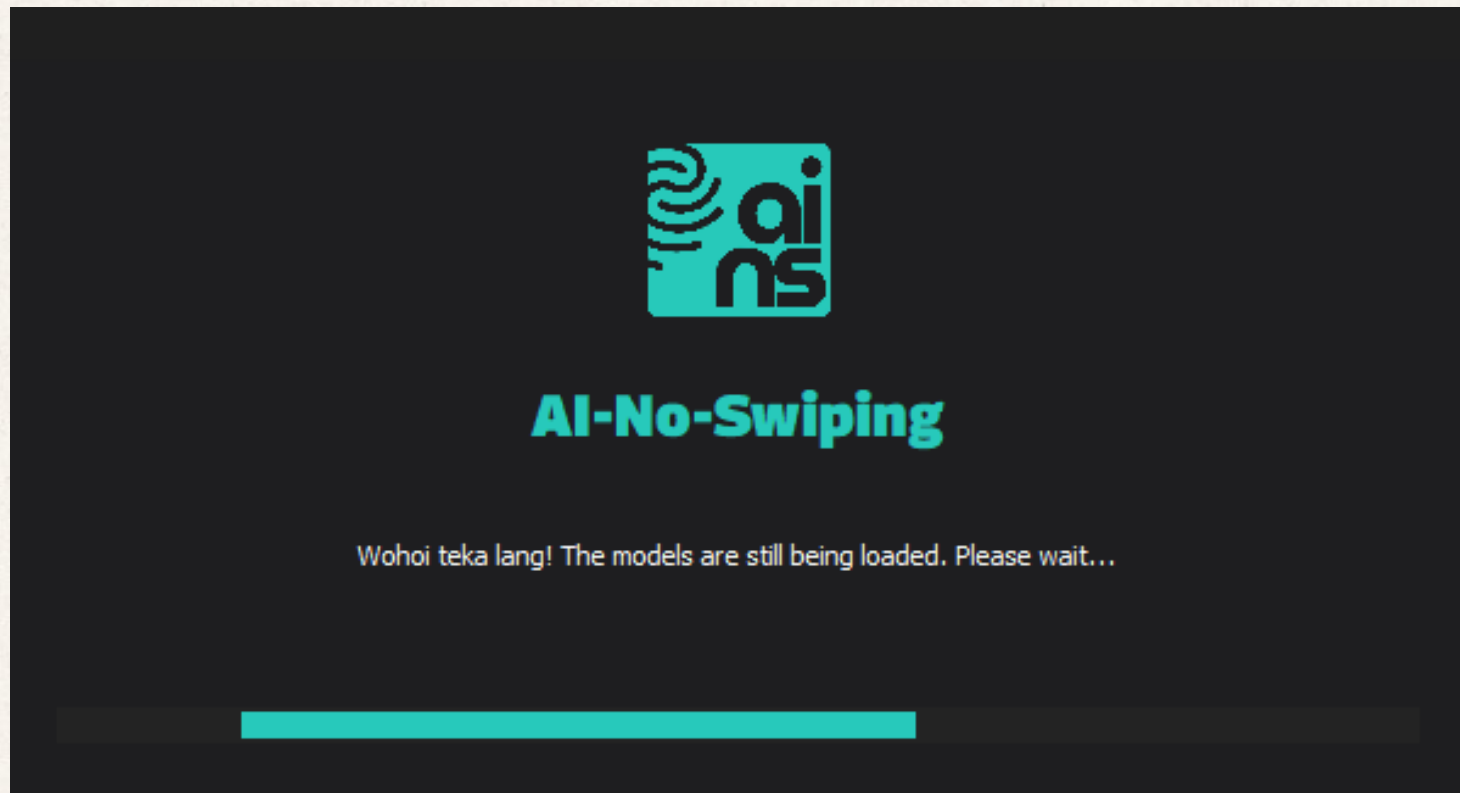 ai
ns
AI-No-Swiping
Wohoi teka lang! The models are still being loaded. Please wait...